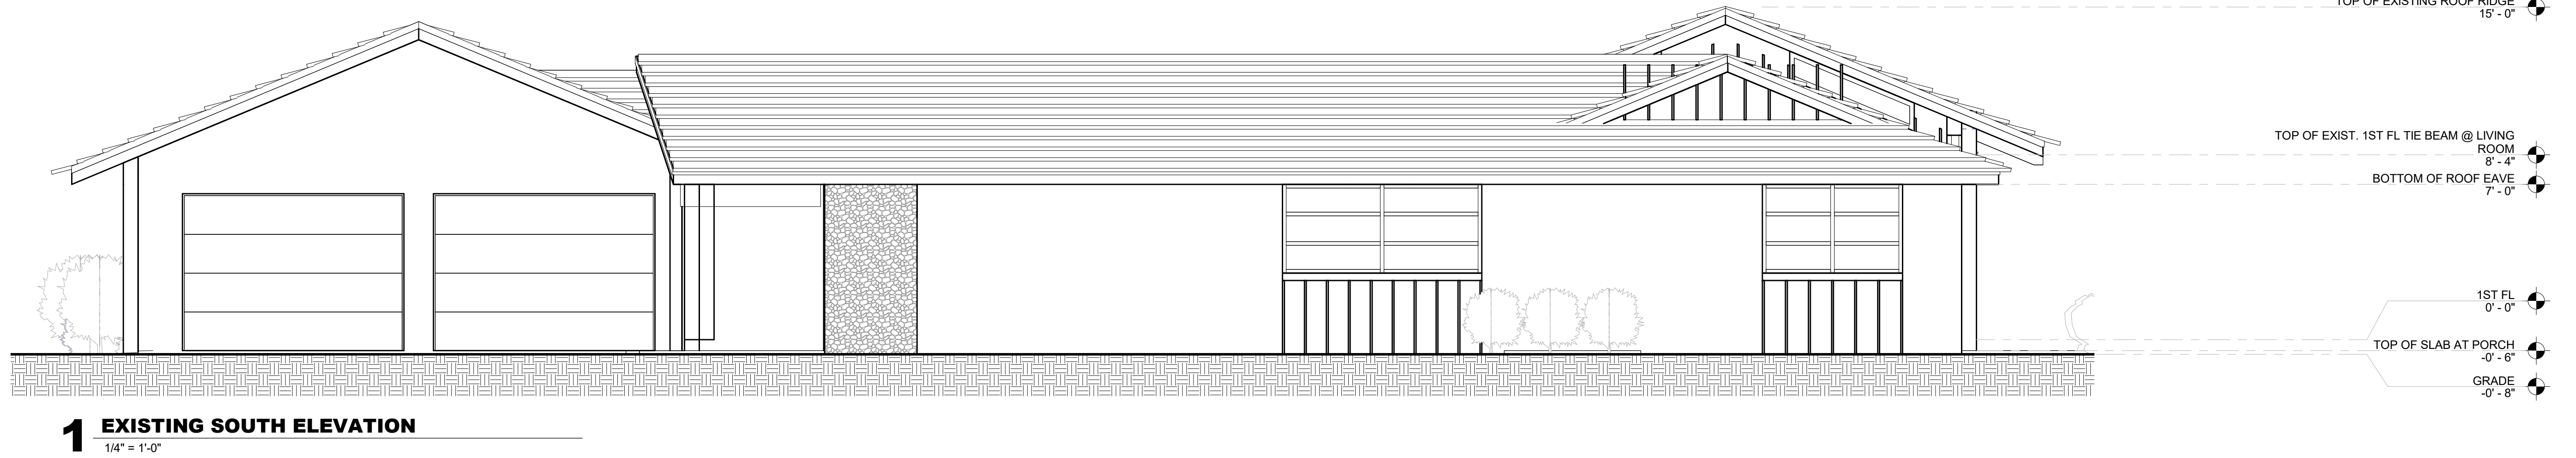 TOP OF EXISTING ROOF RIDGE
15' - 0"
TOP OF EXIST. 1ST FL TIE BEAM @ LIVING
ROOM
8' - 4"
BOTTOM OF ROOF EAVE
7' - 0"
1ST FL
0' - 0"
TOP OF SLAB AT PORCH
-0' - 6"
GRADE
-0' - 8"
1 EXISTING SOUTH ELEVATION
1/4" = 1'-0"